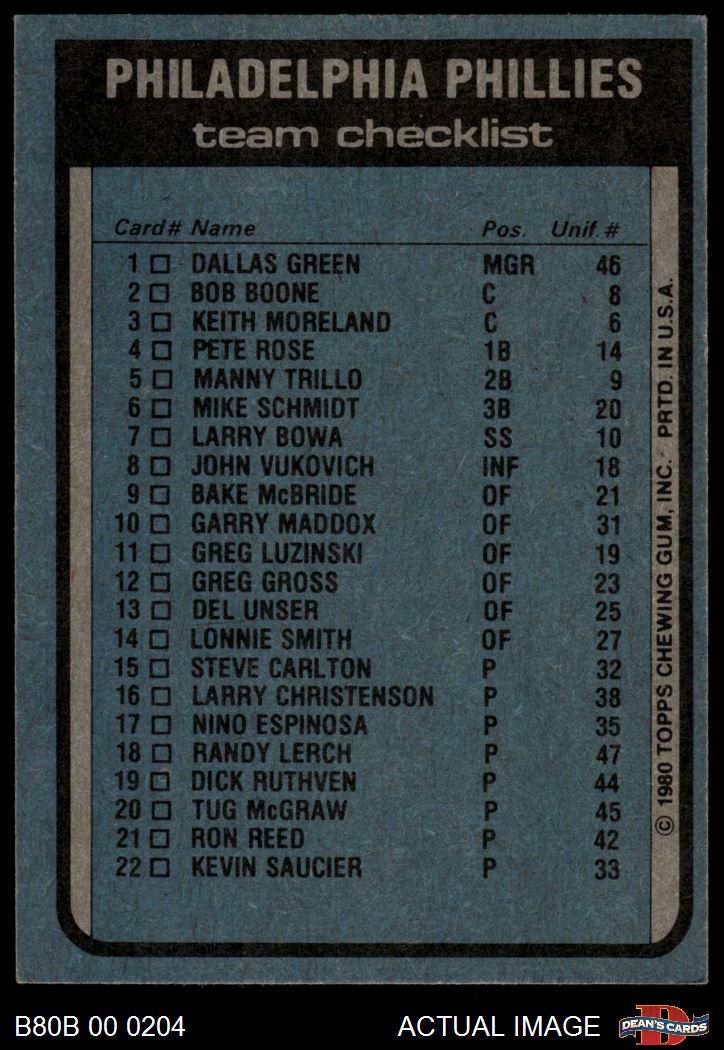 PHILADELPHIA PHILLIES
team checklist
Card# Name Pos. Unif. #
1 □ DALLAS GREEN MGR 46
2 □ BOB BOONE C 8
3 □ KEITH MORELAND C 6
4 □ PETE ROSE 1B 14
5 □ MANNY TRILLO 2B 9
6 □ MIKE SCHMIDT 3B 20
7 □ LARRY BOWA SS 10
8 □ JOHN VUKOVICH INF 18
9 □ BAKE McBRIDE OF 21
10 □ GARRY MADDOX OF 31
11 □ GREG LUZINSKI OF 19
12 □ GREG GROSS OF 23
13 □ DEL UNSER OF 25
14 □ LONNIE SMITH OF 27
15 □ STEVE CARLTON P 32
16 □ LARRY CHRISTENSON P 38
17 □ NINO ESPINOSA P 35
18 □ RANDY LERCH P 47
19 □ DICK RUTHVEN P 44
20 □ TUG McGRAW P 45
21 □ RON REED P 42
22 □ KEVIN SAUCIER P 33
© 1980 TOPPS CHEWING GUM, INC. PRTD. IN U.S.A.
B80B 00 0204 ACTUAL IMAGE
D
DEAN'S CARDS